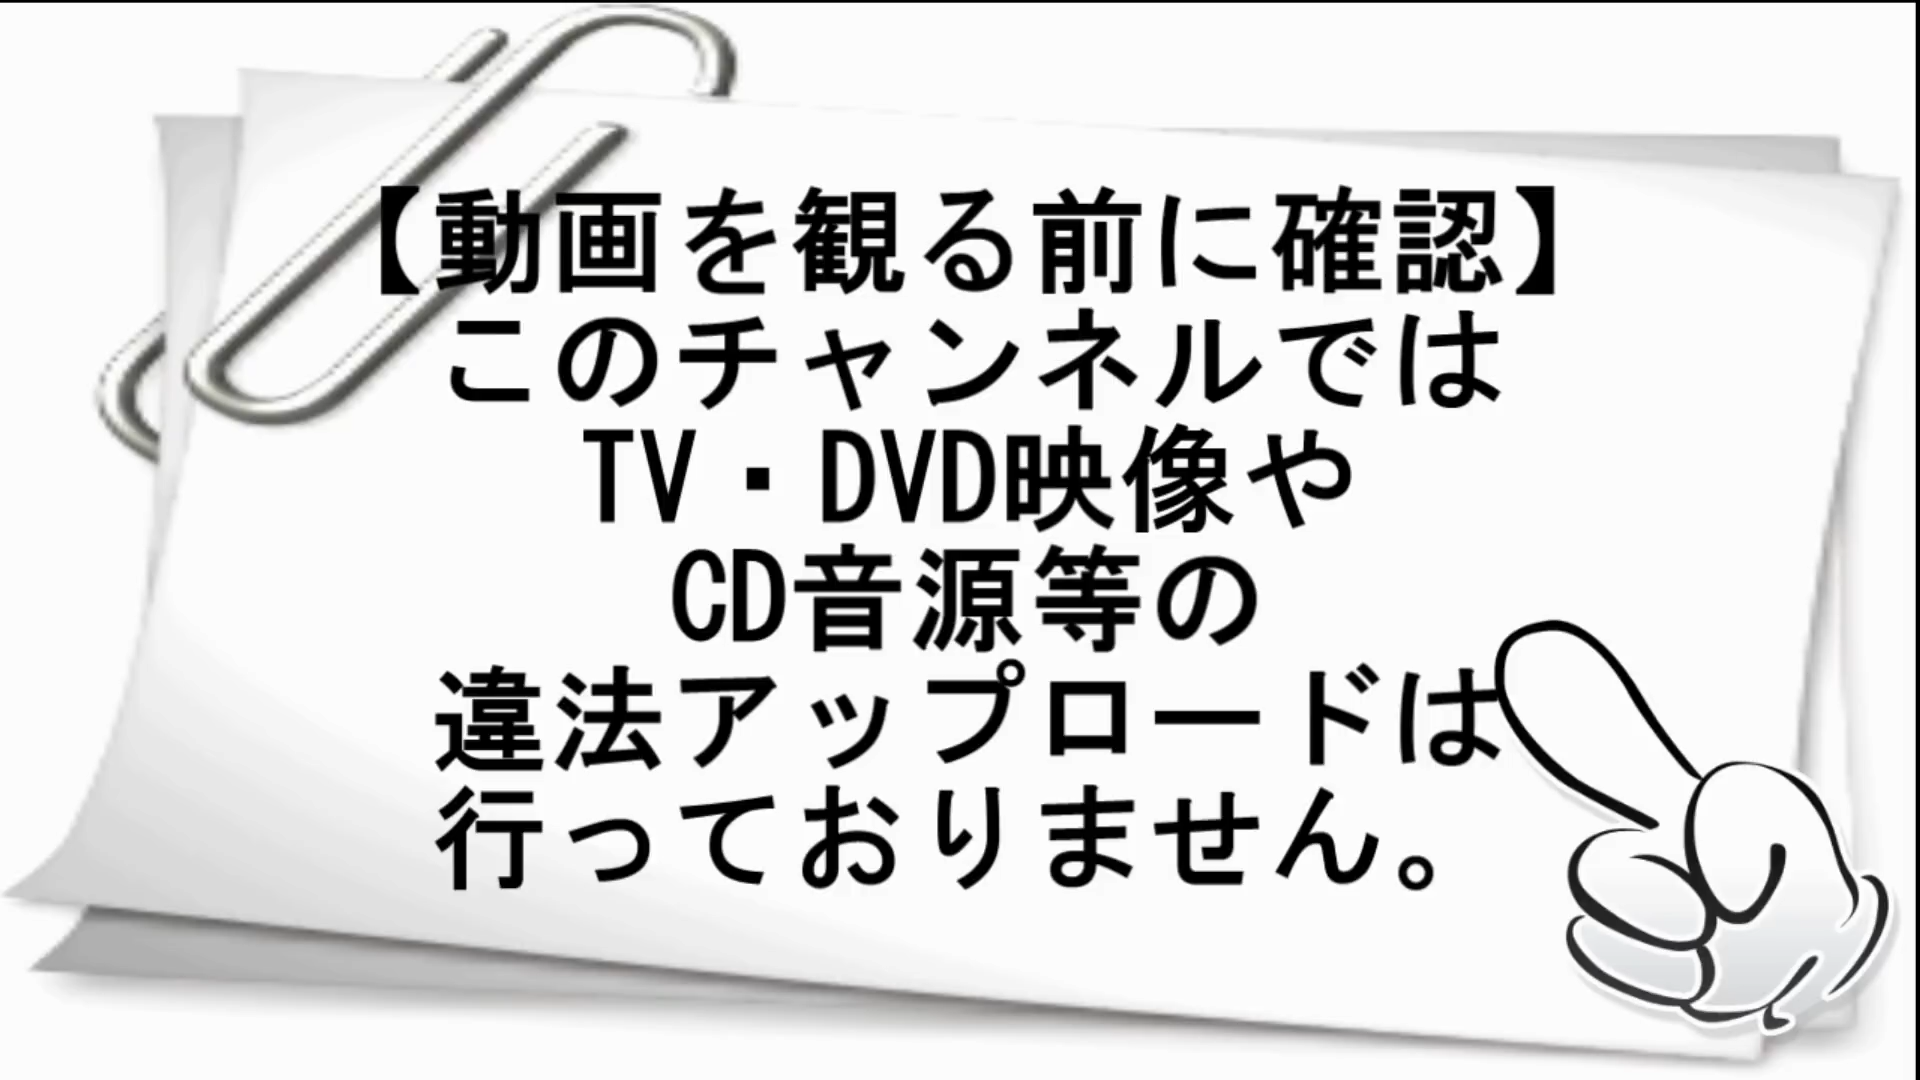 【動画を観る前に確認】
このチャンネルでは
TV・DVD映像や
CD音源等の
違法アップロードは
行っておりません。